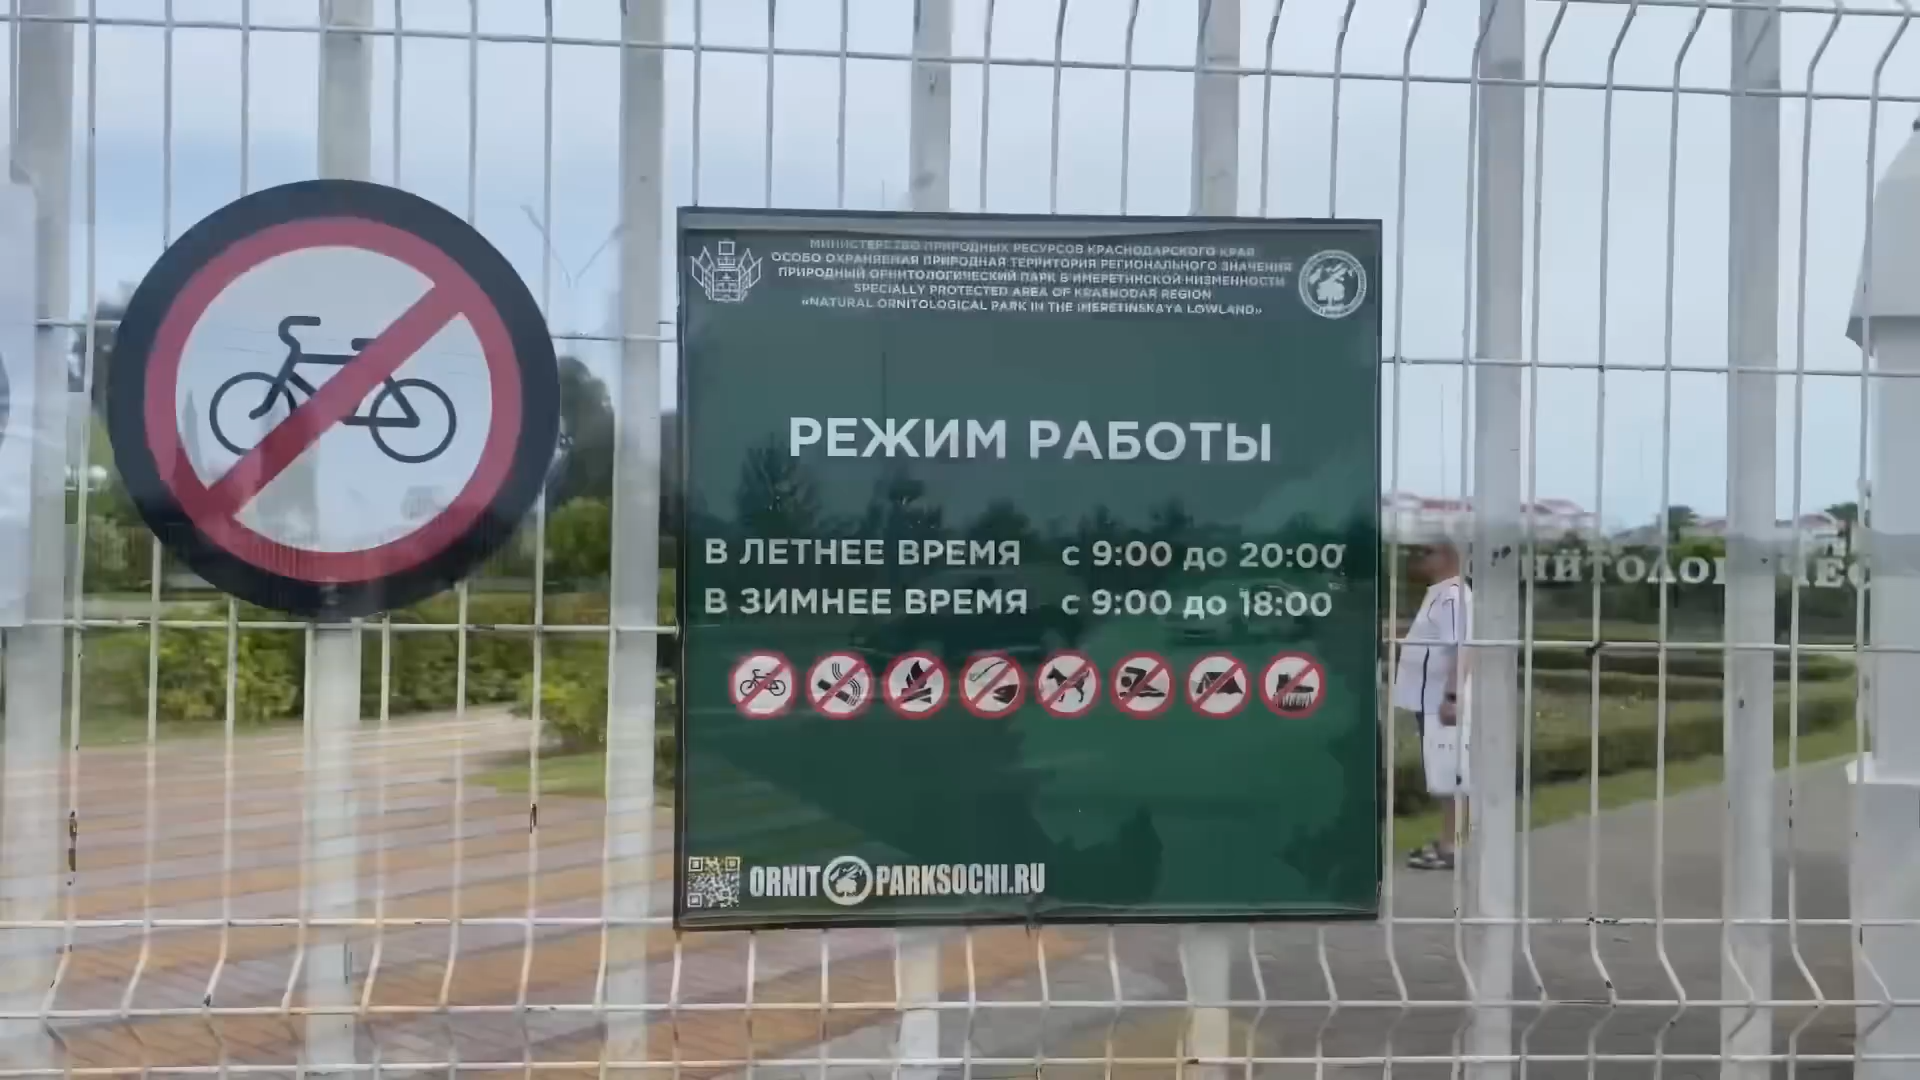 МИНИСТЕРСТВО ПРИРОДНЫХ РЕСУРСОВ КРАСНОДАРСКОГО КРАЯ
ОСОБО ОХРАНЯЕМАЯ ПРИРОДНАЯ ТЕРРИТОРИЯ РЕГИОНАЛЬНОГО ЗНАЧЕНИЯ
ПРИРОДНЫЙ ОРНИТОЛОГИЧЕСКИЙ ПАРК В ИМЕРЕТИНСКОЙ НИЗМЕННОСТИ
SPECIALLY PROTECTED AREA OF KRASNODAR REGION
«NATURAL ORNITOLOGICAL PARK IN THE IMERETINSKAYA LOWLAND»
РЕЖИМ РАБОТЫ
В ЛЕТНЕЕ ВРЕМЯ с 9:00 до 20:00
В ЗИМНЕЕ ВРЕМЯ с 9:00 до 18:00
ORNITOPARKSOCHI.RU